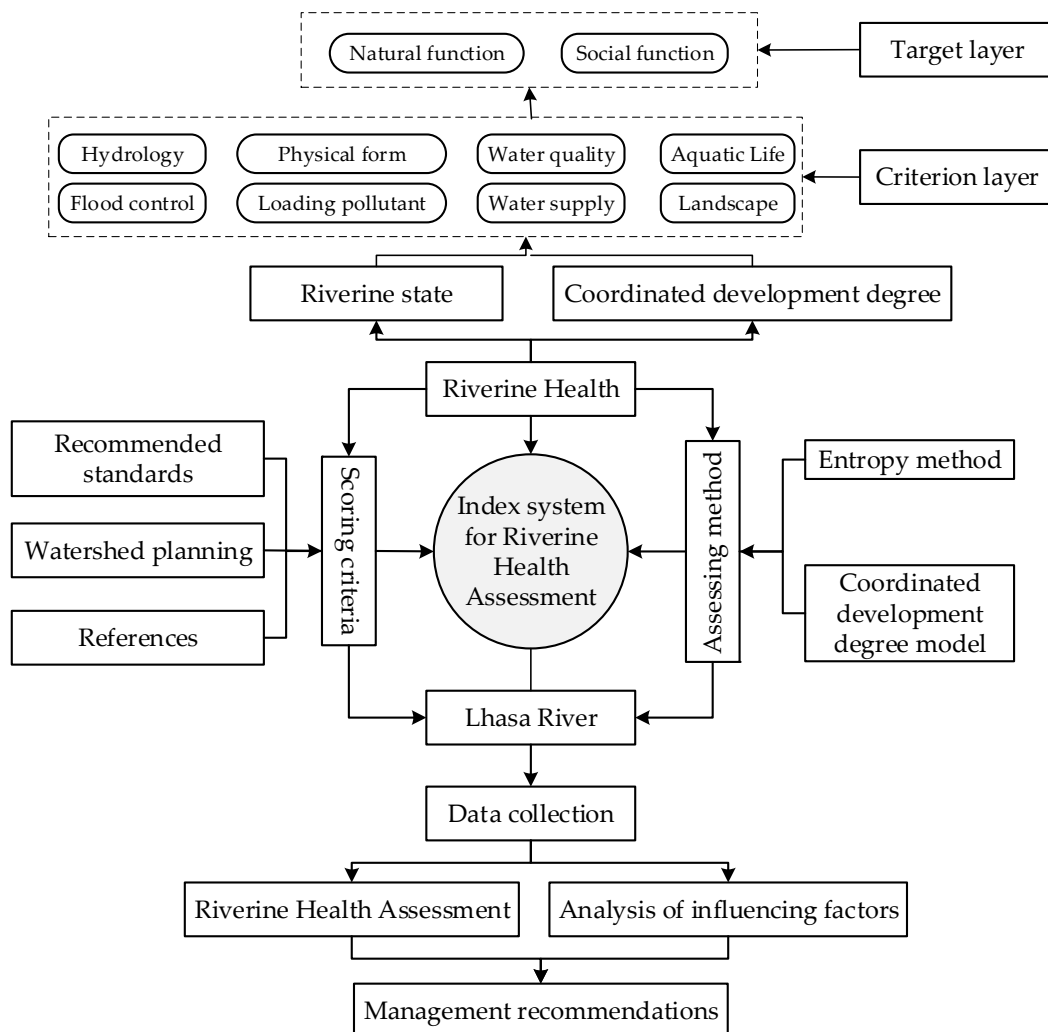 Natural function
Social function
Target layer
Hydrology
Physical form
Water quality
Aquatic Life
Criterion layer
Flood control
Loading pollutant
Water supply
Landscape
Riverine state
Coordinated development degree
Riverine Health
Recommended
standards
Watershed planning
References
Scoring criteria
Index system
for Riverine
Health
Assessment
Assessing method
Entropy method
Coordinated
development
degree model
Lhasa River
Data collection
Riverine Health Assessment
Analysis of influencing factors
Management recommendations